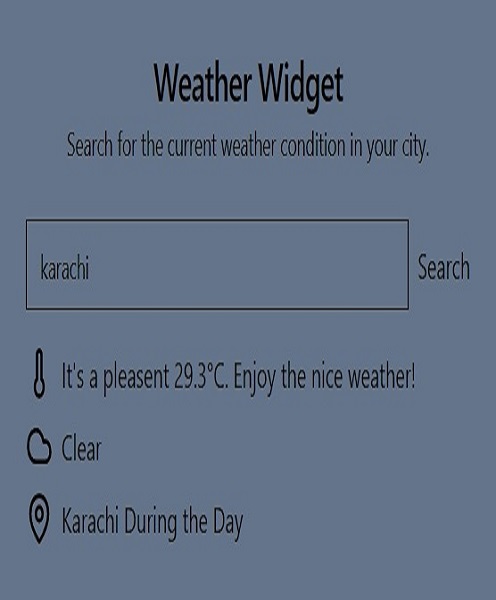 Weather Widget
Search for the current weather condition in your city.
karachi
Search
It's a pleasent 29.3°C. Enjoy the nice weather!
Clear
Karachi During the Day